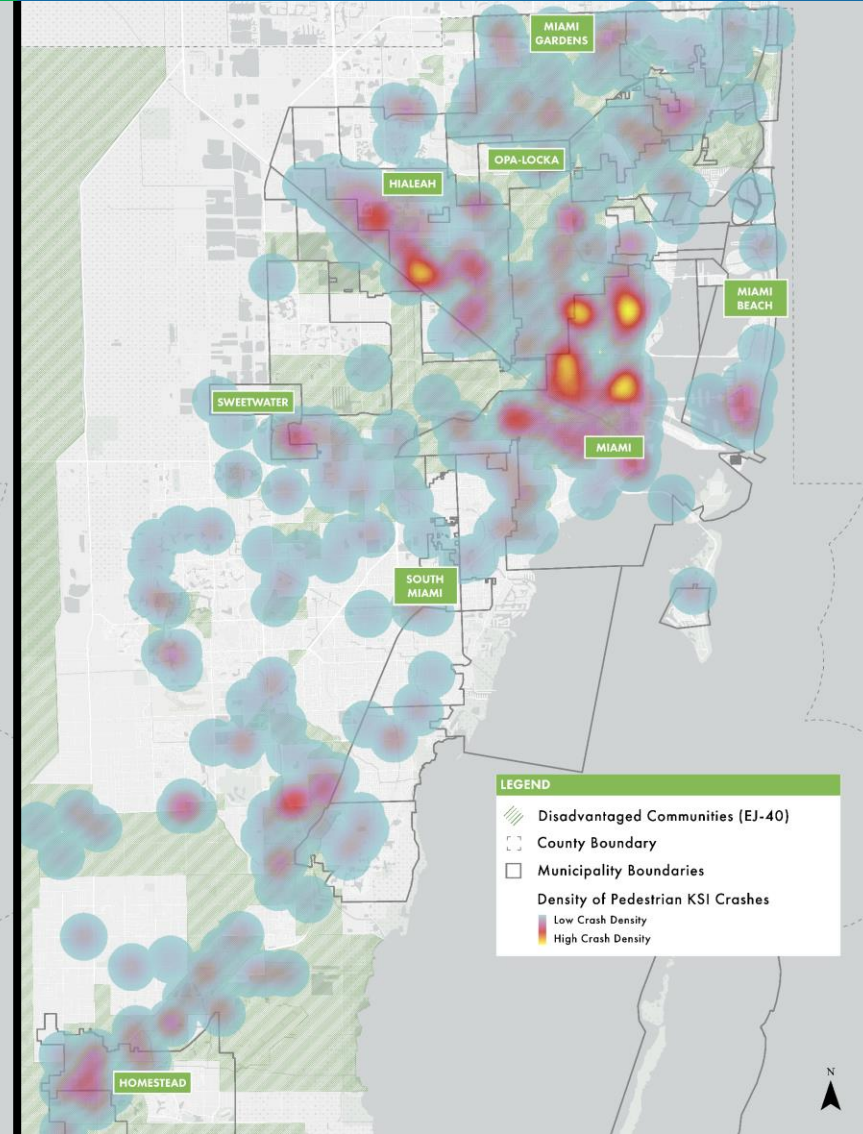 MIAMI
GARDENS
OPA-LOCKA
HIALEAH
MIAMI
BEACH
SWEETWATER
MIAMI
SOUTH
MIAMI
LEGEND
Disadvantaged Communities (EJ-40)
County Boundary
Municipality Boundaries
Density of Pedestrian KSI Crashes
Low Crash Density
High Crash Density
HOMESTEAD
N